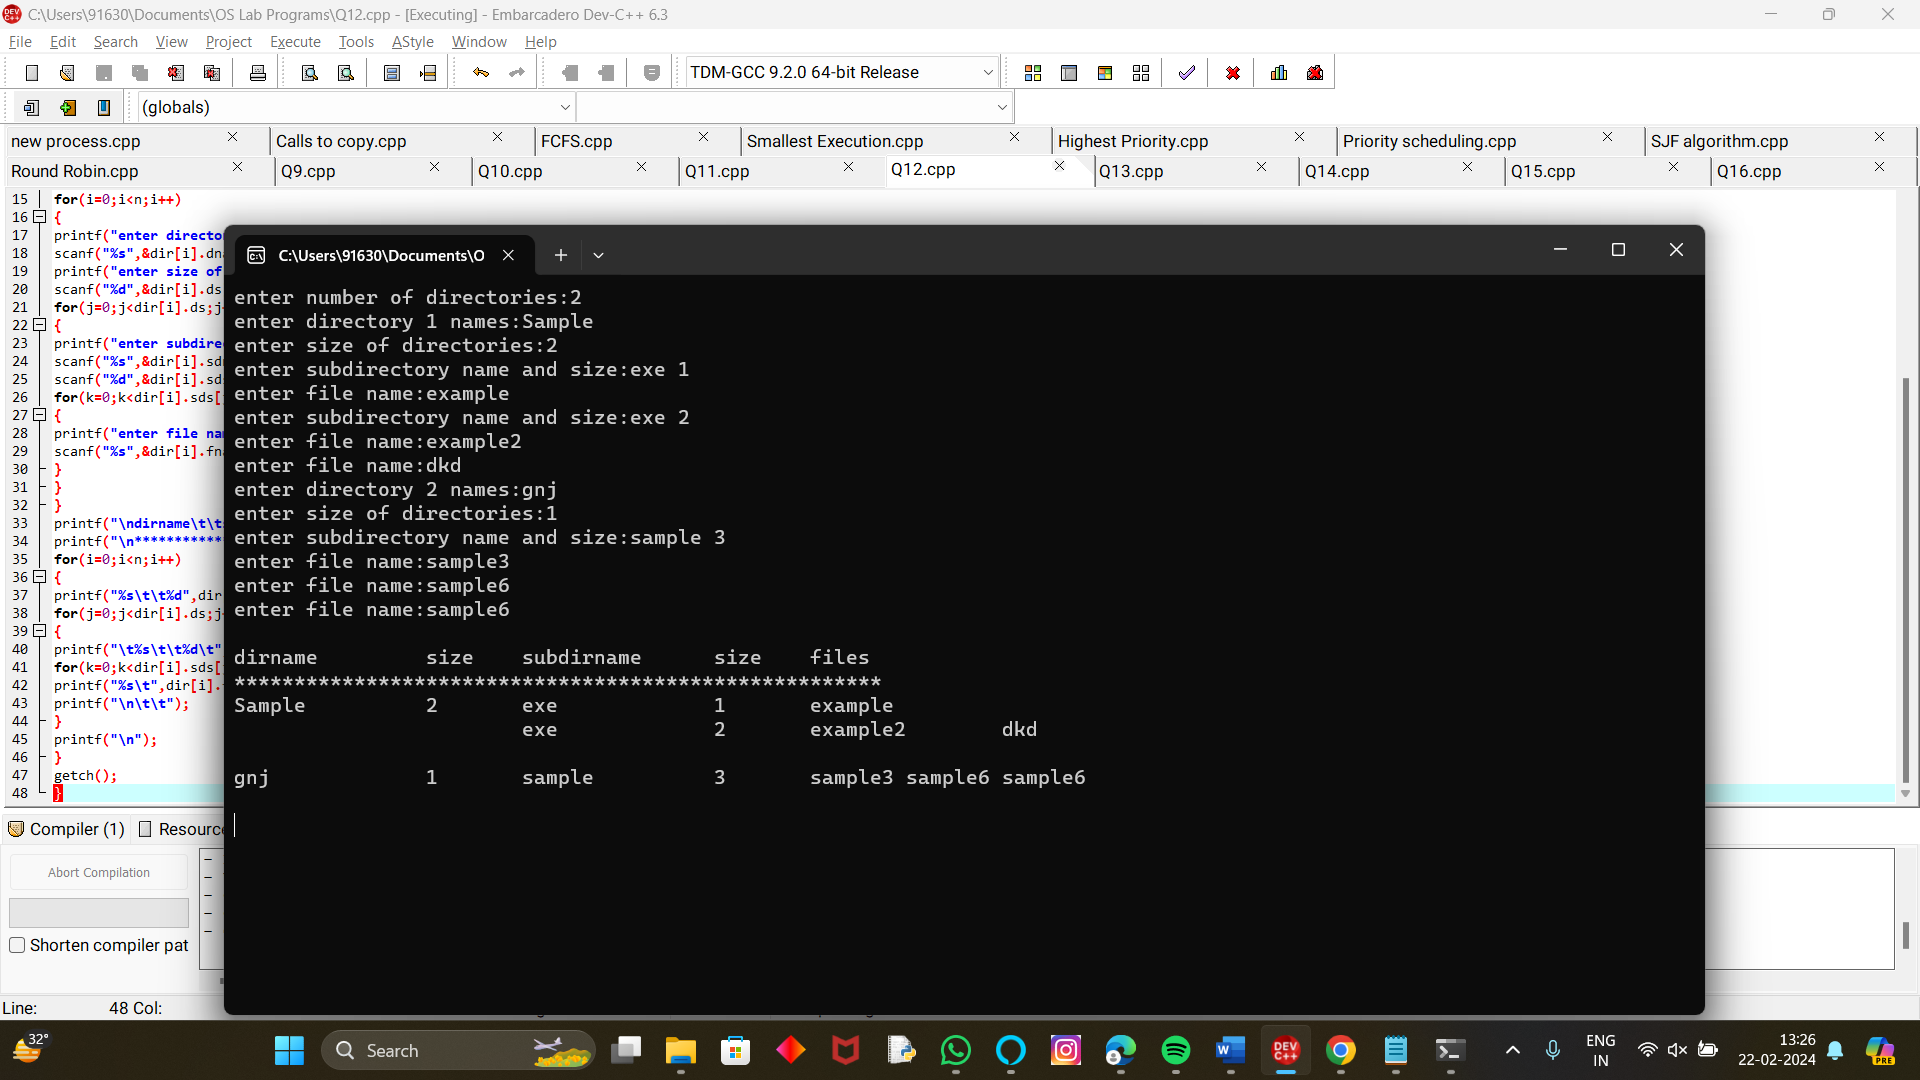 C:\Users\91630\Documents\OS Lab Programs\Q12.cpp - [Executing] - Embarcadero Dev-C++ 6.3
File Edit Search View Project Execute Tools AStyle Window Help
TDM-GCC 9.2.0 64-bit Release
(globals)
new process.cpp Calls to copy.cpp FCFS.cpp Smallest Execution.cpp Highest Priority.cpp Priority scheduling.cpp SJF algorithm.cpp
Round Robin.cpp Q9.cpp Q10.cpp Q11.cpp Q12.cpp Q13.cpp Q14.cpp Q15.cpp Q16.cpp
15 for(i=0;i<n;i++)
16 {
17 printf("enter directo
18 scanf("%s",&dir[i].dn
19 printf("enter size of
20 scanf("%d",&dir[i].ds
21 for(j=0;j<dir[i].ds;j
22 {
23 printf("enter subdire
24 scanf("%s",&dir[i].sd
25 scanf("%d",&dir[i].sd
26 for(k=0;k<dir[i].sds[
27 {
28 printf("enter file na
29 scanf("%s",&dir[i].fn
30 }
31 }
32 }
33 printf("\ndirname\t\t
34 printf("\n***********
35 for(i=0;i<n;i++)
36 {
37 printf("%s\t\t%d",dir
38 for(j=0;j<dir[i].ds;j
39 {
40 printf("\t%s\t\t%d\t"
41 for(k=0;k<dir[i].sds[
42 printf("%s\t",dir[i].
43 printf("\n\t\t");
44 }
45 printf("\n");
46 }
47 getch();
48 }
C:\Users\91630\Documents\O
enter number of directories:2
enter directory 1 names:Sample
enter size of directories:2
enter subdirectory name and size:exe 1
enter file name:example
enter subdirectory name and size:exe 2
enter file name:example2
enter file name:dkd
enter directory 2 names:gnj
enter size of directories:1
enter subdirectory name and size:sample 3
enter file name:sample3
enter file name:sample6
enter file name:sample6
dirname size subdirname size files
******************************************************
Sample 2 exe 1 example
exe 2 example2 dkd
gnj 1 sample 3 sample3 sample6 sample6
Compiler (1) Resourc
Abort Compilation
Shorten compiler pat
Line: 48 Col:
32°
Search
ENG
IN
13:26
22-02-2024
DEV C++
PRE